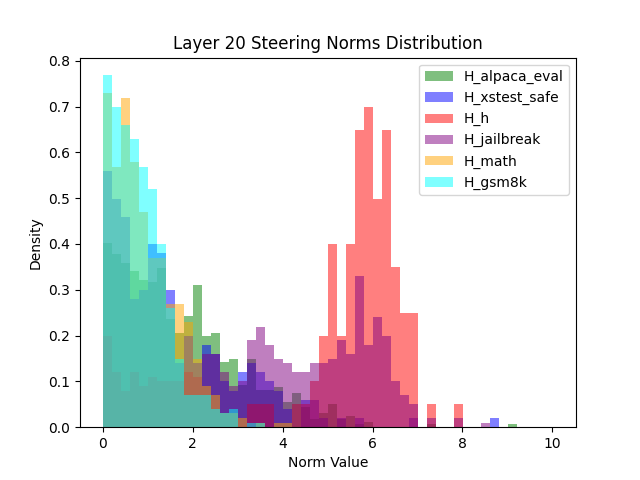 Layer 20 Steering Norms Distribution
0.8
0.7
0.6
0.5
0.4
0.3
0.2
0.1
0.0
Density
H_alpaca_eval
H_xstest_safe
H_h
H_jailbreak
H_math
H_gsm8k
0 2 4 6 8 10
Norm Value